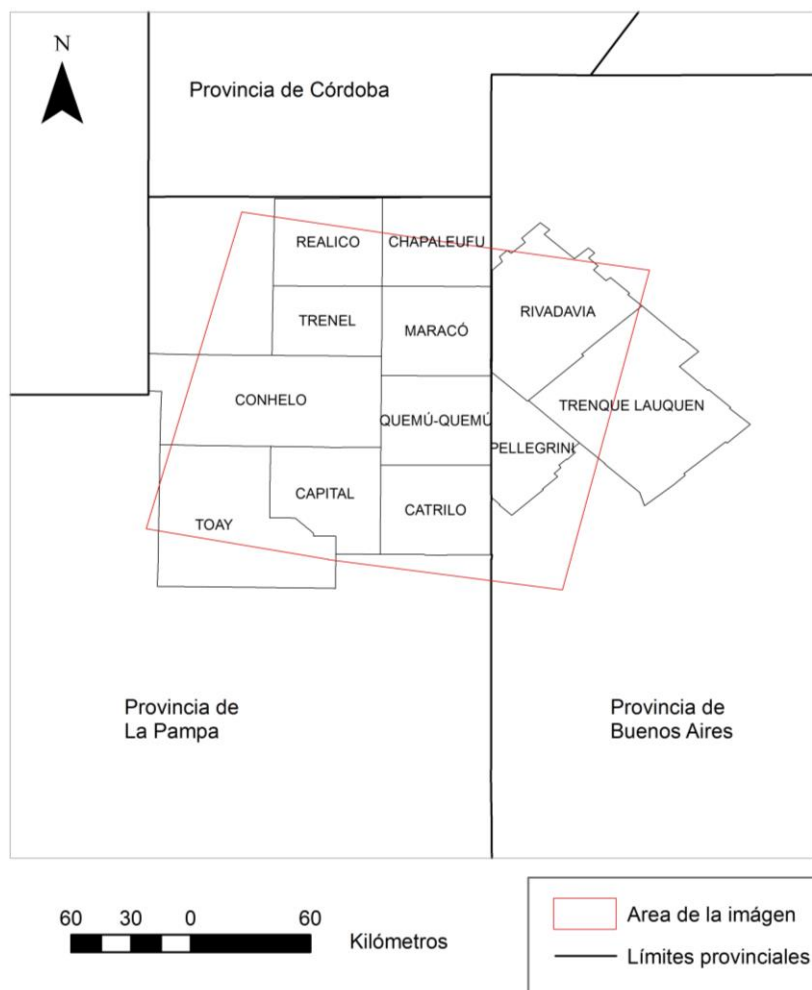 N
Provincia de Córdoba
REALICO
CHAPALEUFU
TRENEL
MARACÓ
RIVADAVIA
CONHELO
QUEMÚ-QUEMÚ
TRENQUE LAUQUEN
PELLEGRINI
TOAY
CAPITAL
CATRILO
Provincia de
La Pampa
Provincia de
Buenos Aires
60 30 0 60
Kilómetros
Area de la imágen
Límites provinciales